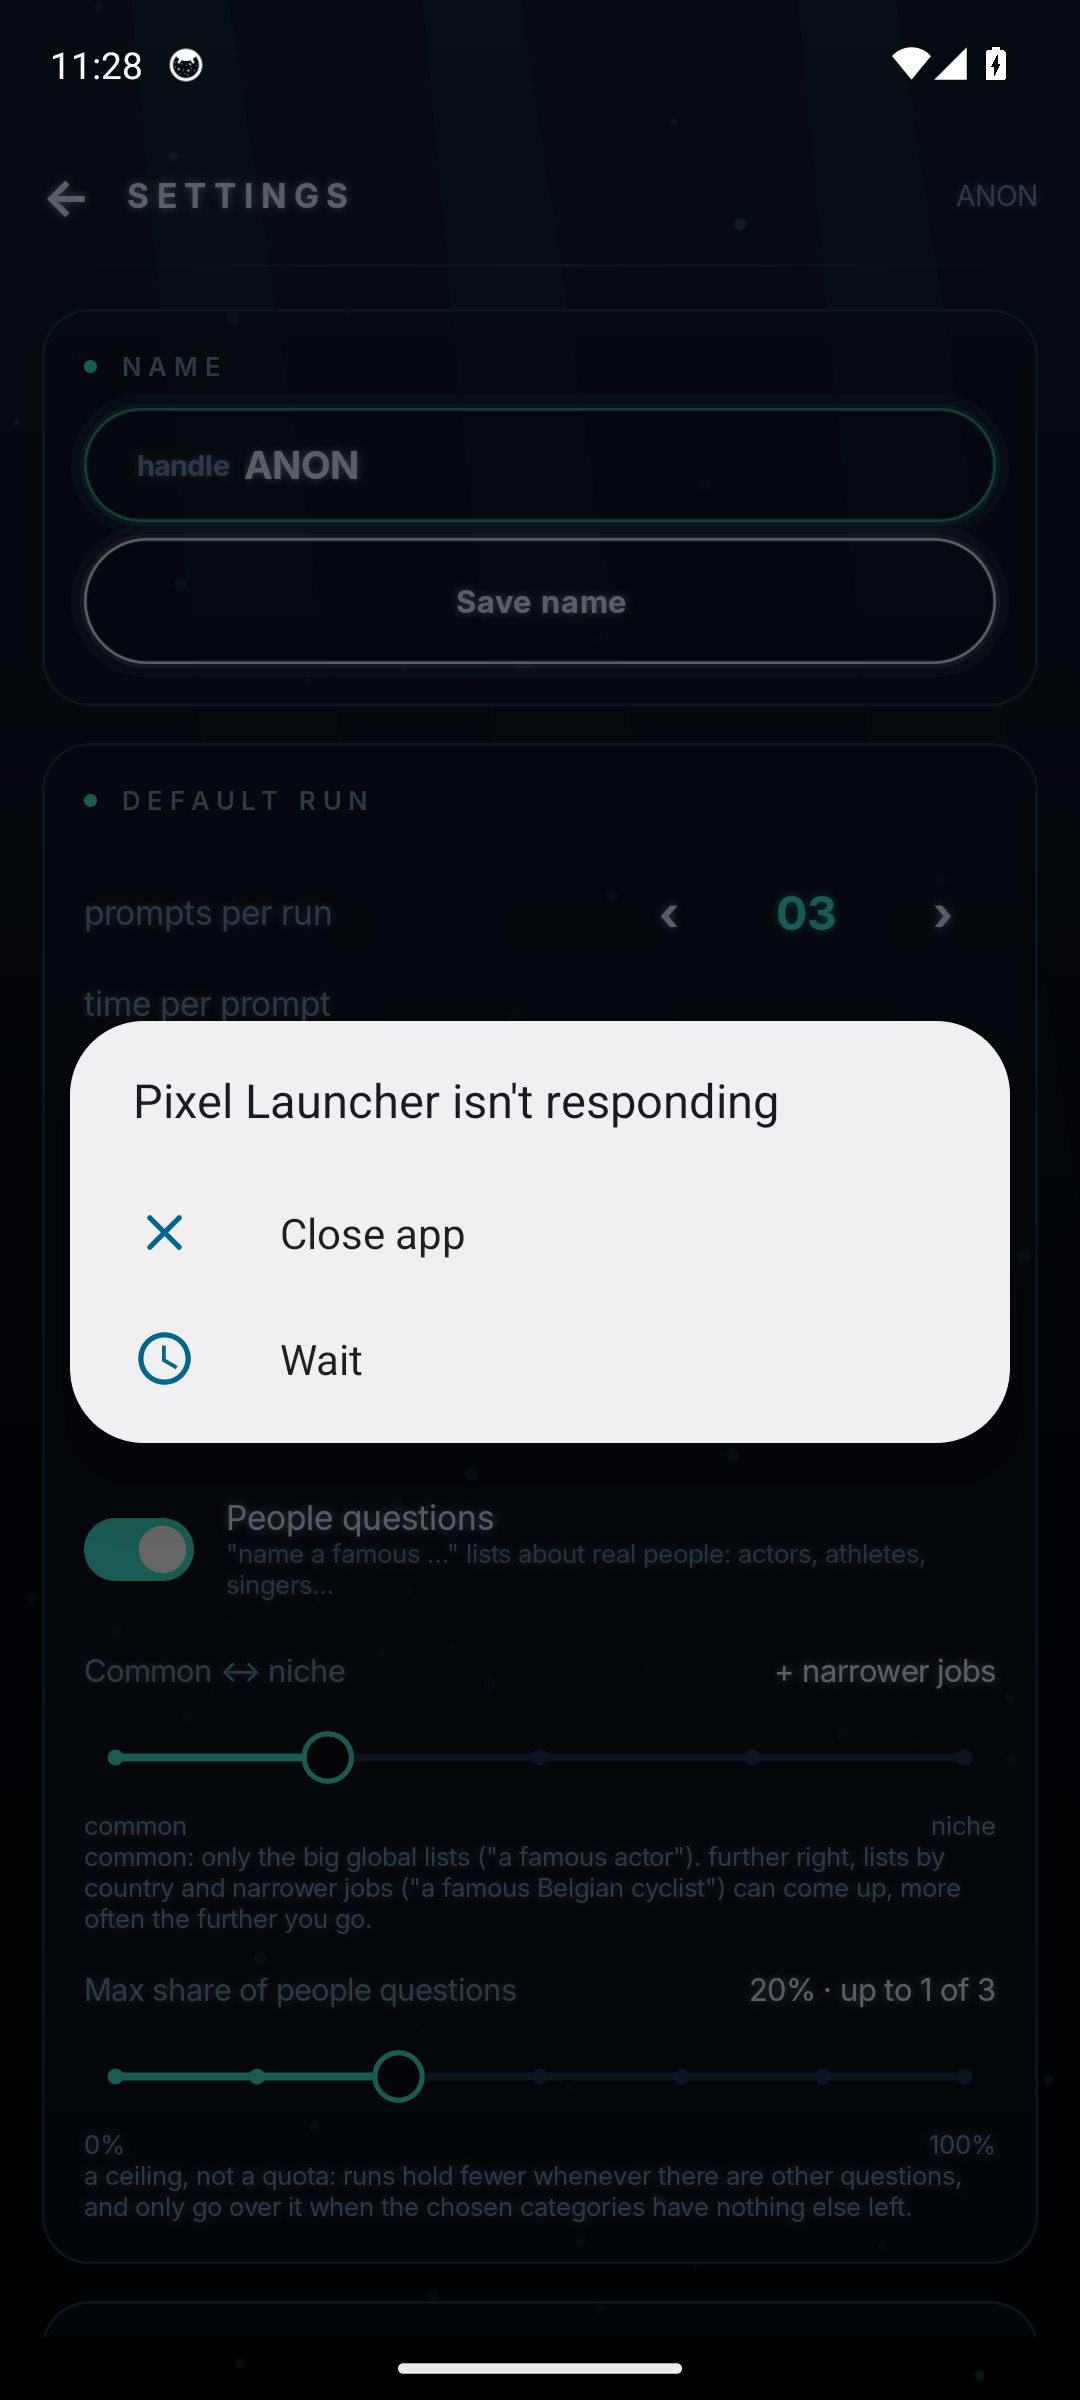 11:28
SETTINGS
ANON
NAME
handle ANON
Save name
DEFAULT RUN
prompts per run
‹ 03 ›
time per prompt
Pixel Launcher isn't responding
Close app
Wait
People questions
"name a famous ..." lists about real people: actors, athletes,
singers...
Common ↔ niche
+ narrower jobs
common
niche
common: only the big global lists ("a famous actor"). further right, lists by
country and narrower jobs ("a famous Belgian cyclist") can come up, more
often the further you go.
Max share of people questions
20% · up to 1 of 3
0%
100%
a ceiling, not a quota: runs hold fewer whenever there are other questions,
and only go over it when the chosen categories have nothing else left.